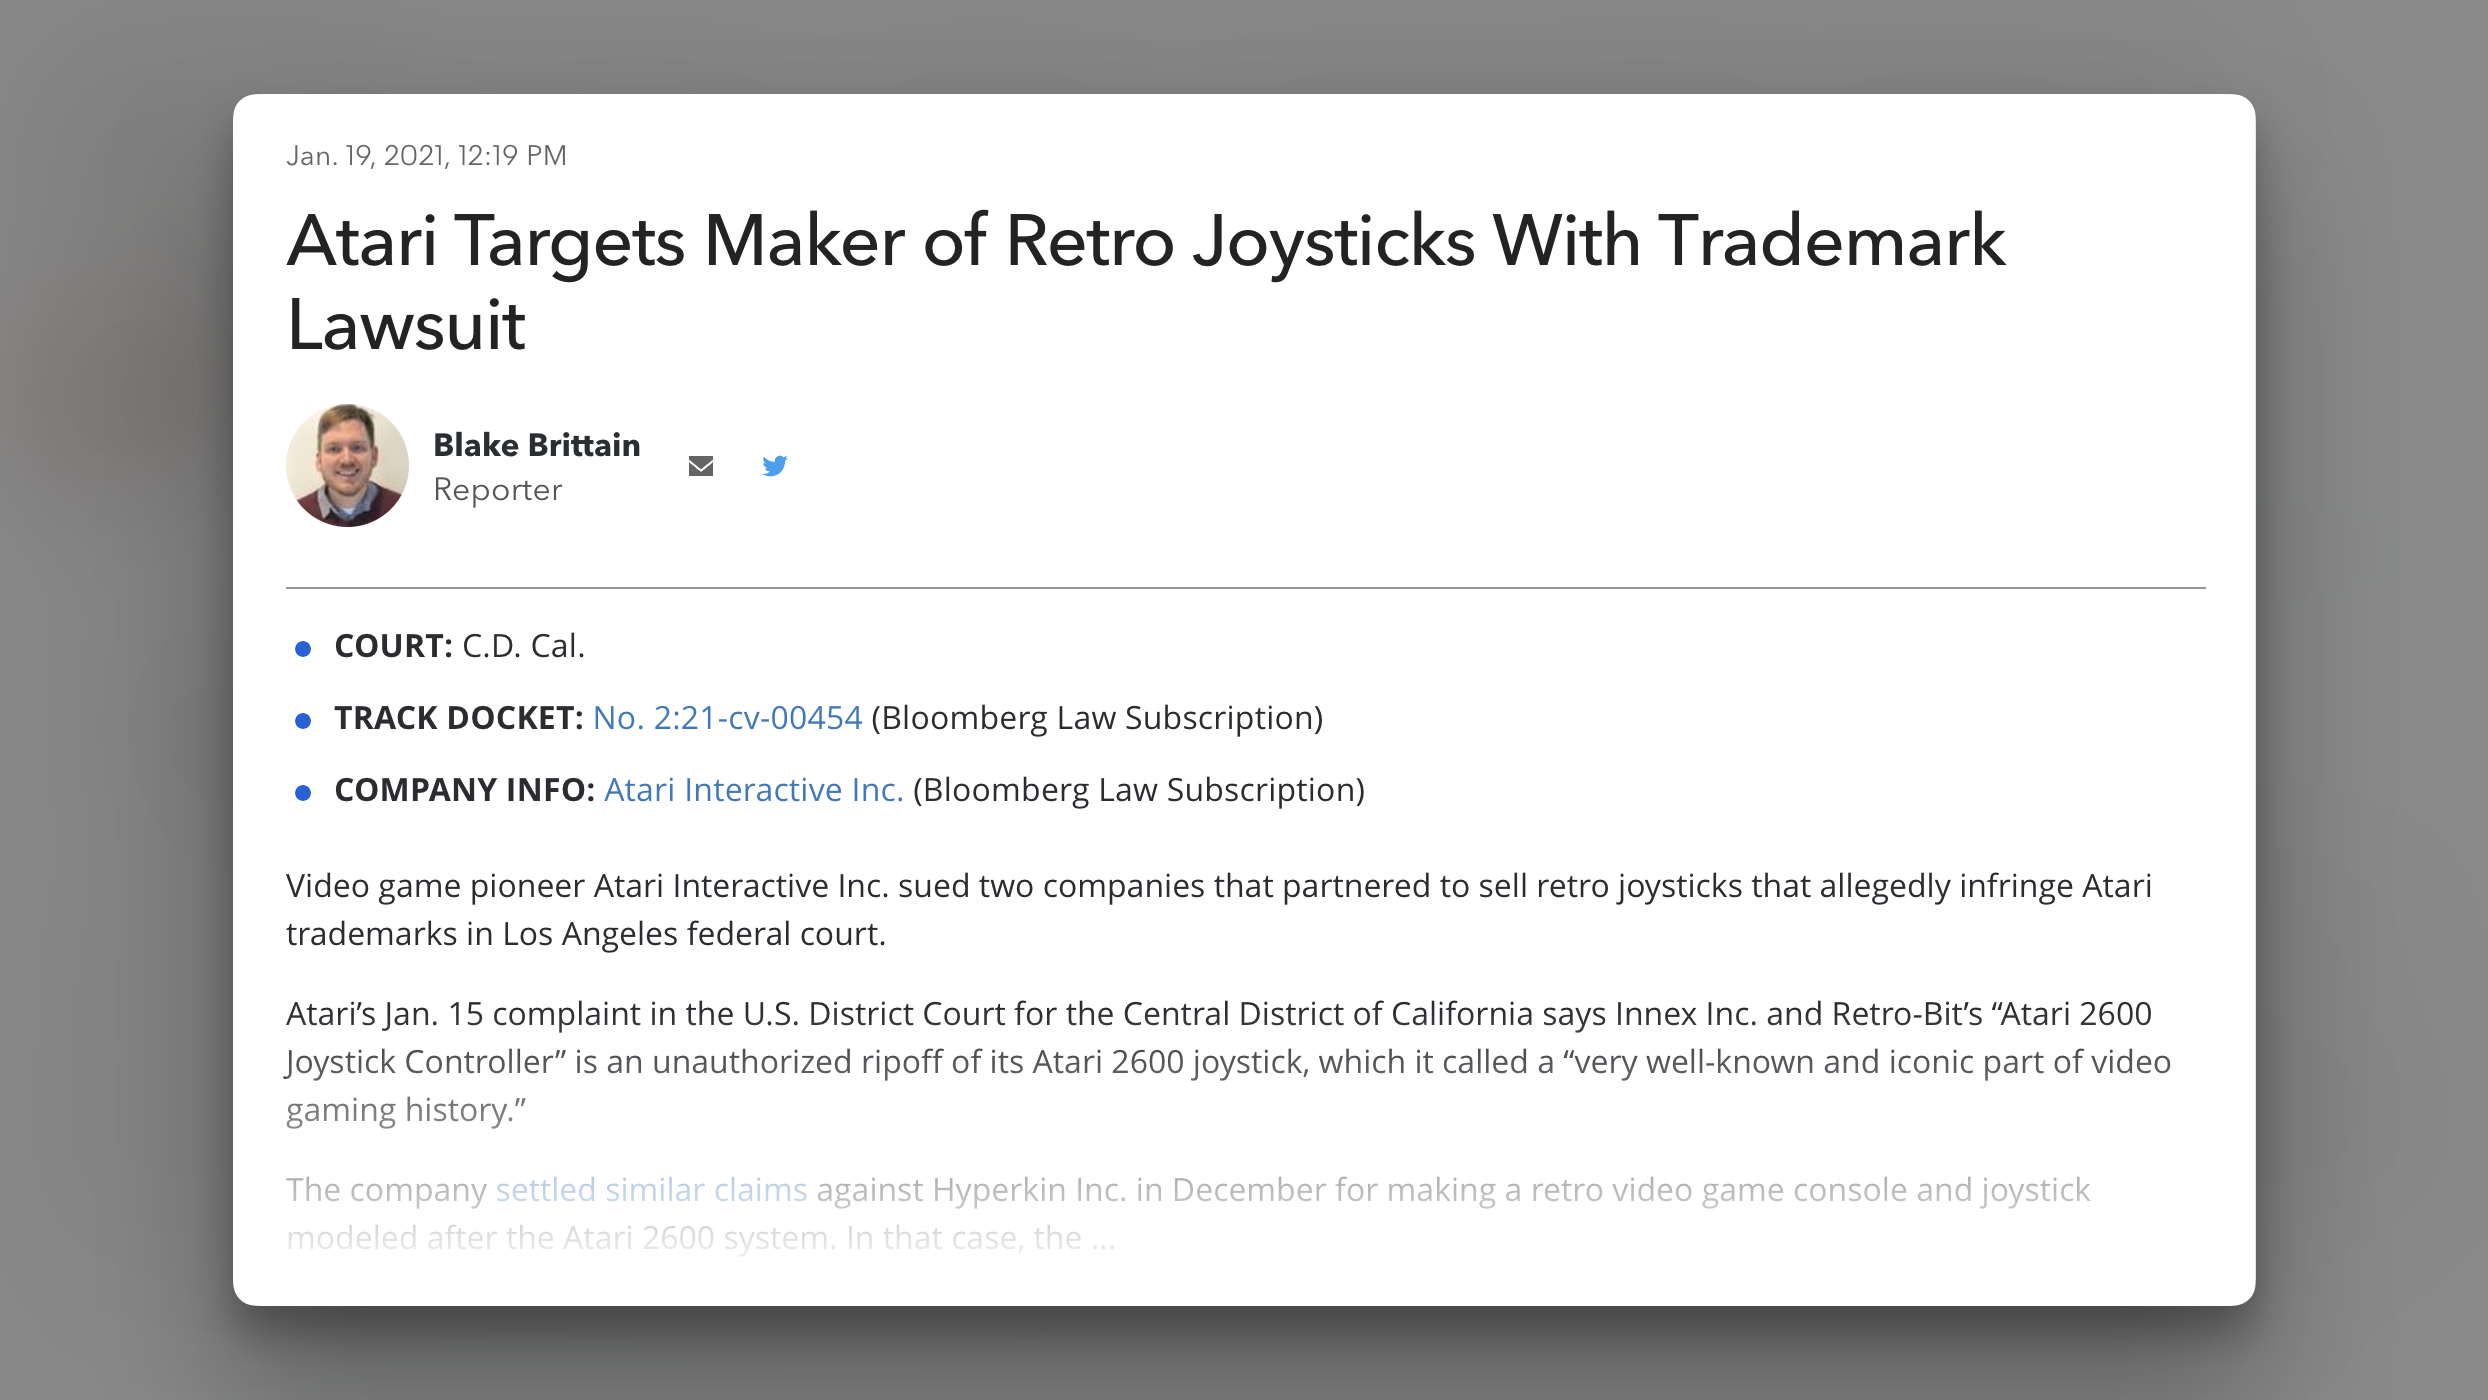 Jan. 19, 2021, 12:19 PM
Atari Targets Maker of Retro Joysticks With Trademark
Lawsuit
Blake Brittain
Reporter
COURT: C.D. Cal.
TRACK DOCKET: No. 2:21-cv-00454 (Bloomberg Law Subscription)
COMPANY INFO: Atari Interactive Inc. (Bloomberg Law Subscription)
Video game pioneer Atari Interactive Inc. sued two companies that partnered to sell retro joysticks that allegedly infringe Atari
trademarks in Los Angeles federal court.
Atari’s Jan. 15 complaint in the U.S. District Court for the Central District of California says Innex Inc. and Retro-Bit’s “Atari 2600
Joystick Controller” is an unauthorized ripoff of its Atari 2600 joystick, which it called a “very well-known and iconic part of video
gaming history.”
The company settled similar claims against Hyperkin Inc. in December for making a retro video game console and joystick
modeled after the Atari 2600 system. In that case, the ...